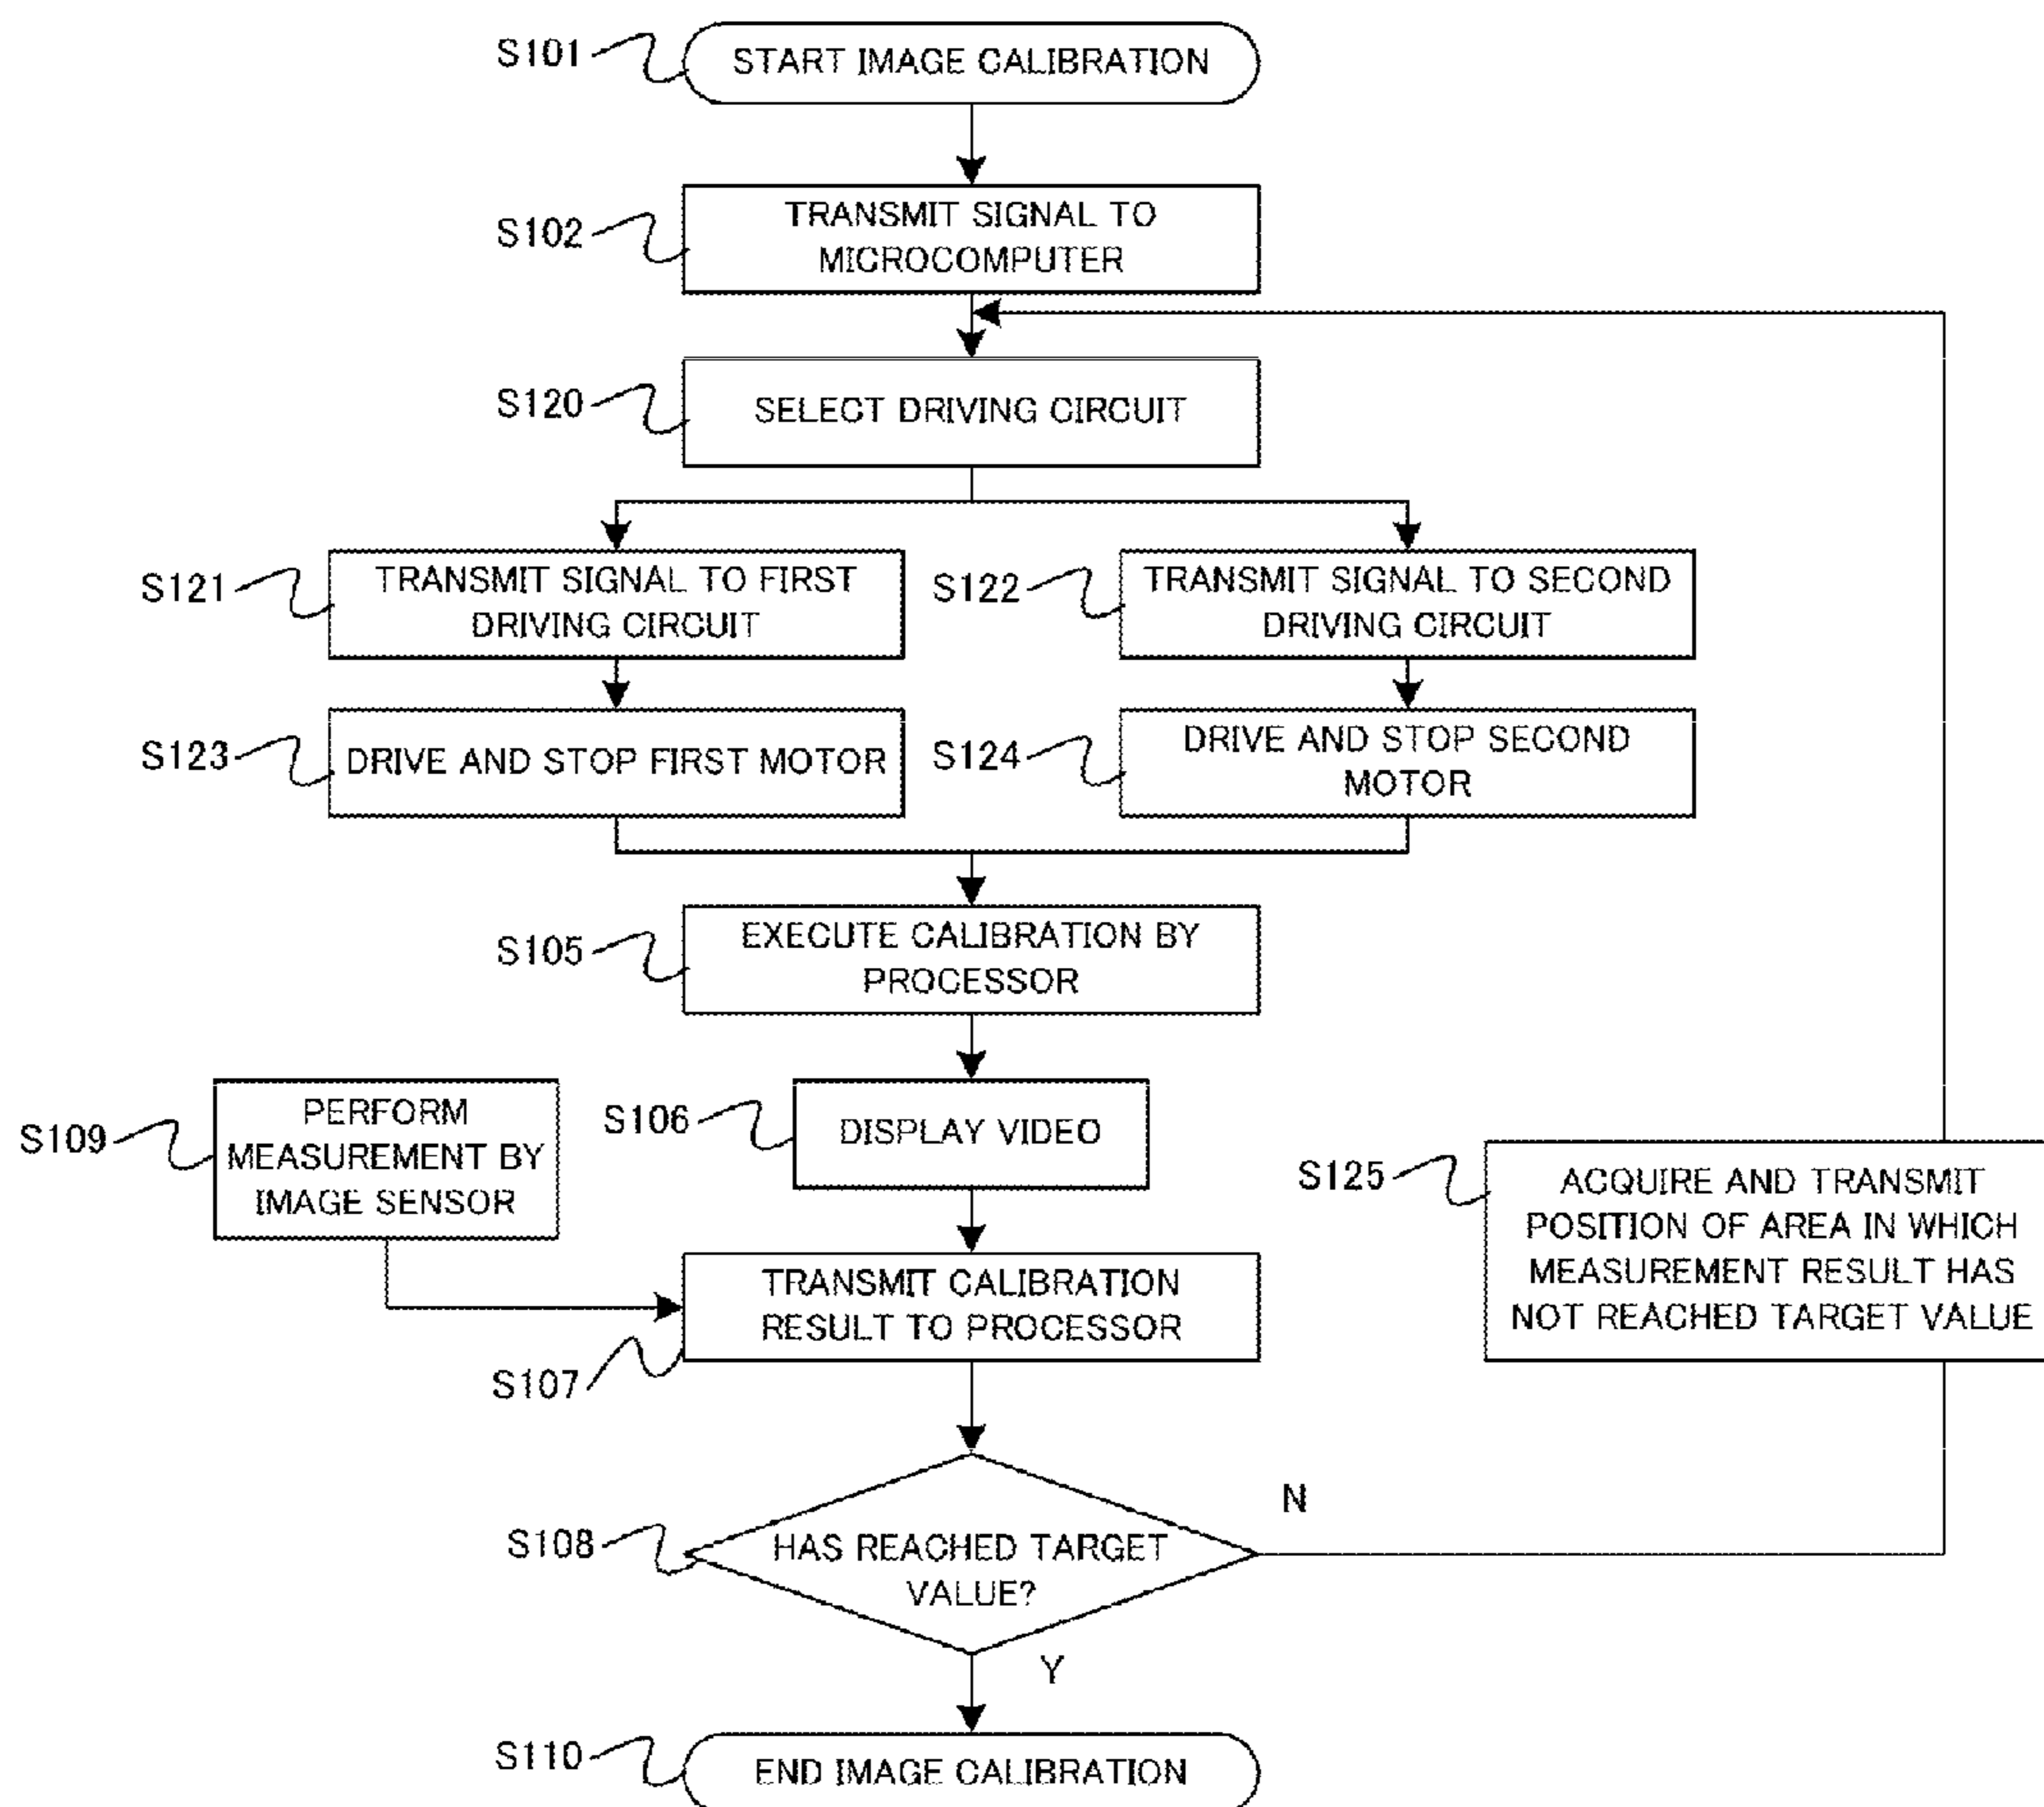 S101
START IMAGE CALIBRATION
S102
TRANSMIT SIGNAL TO
MICROCOMPUTER
S120
SELECT DRIVING CIRCUIT
S121
TRANSMIT SIGNAL TO FIRST
DRIVING CIRCUIT
S122
TRANSMIT SIGNAL TO SECOND
DRIVING CIRCUIT
S123
DRIVE AND STOP FIRST MOTOR
S124
DRIVE AND STOP SECOND
MOTOR
S105
EXECUTE CALIBRATION BY
PROCESSOR
S109
PERFORM
MEASUREMENT BY
IMAGE SENSOR
S106
DISPLAY VIDEO
S125
ACQUIRE AND TRANSMIT
POSITION OF AREA IN WHICH
MEASUREMENT RESULT HAS
NOT REACHED TARGET VALUE
TRANSMIT CALIBRATION
RESULT TO PROCESSOR
S107
N
S108
HAS REACHED TARGET
VALUE?
Y
S110
END IMAGE CALIBRATION